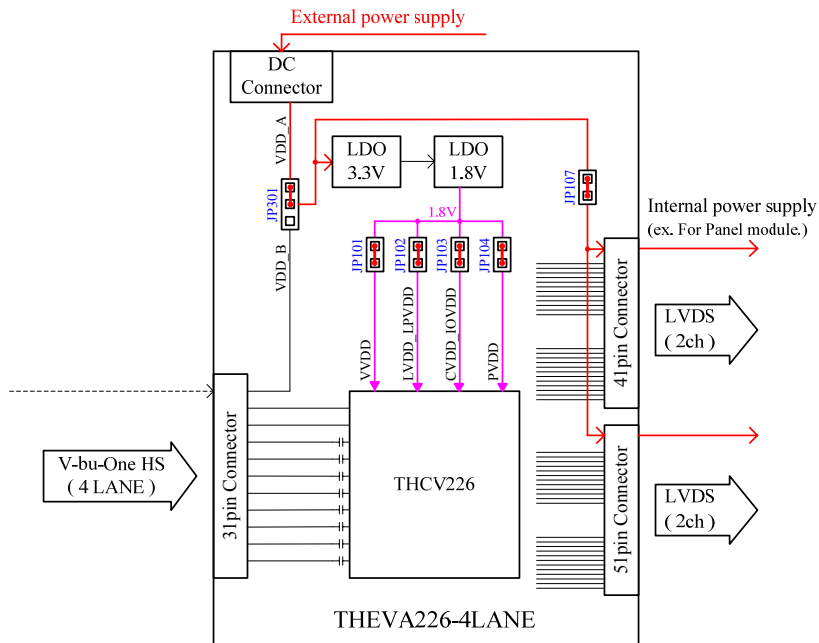 External power supply
DC
Connector
VDD_A
LDO
3.3V
LDO
1.8V
JP301
JP107
1.8V
Internal power supply
(ex. For Panel module.)
JP101
JP102
JP103
JP104
VDD_B
VVDD
LVDD_LPVDD
CVDD_IOVDD
PVDD
41pin Connector
LVDS
( 2ch )
V-bu-One HS
( 4 LANE )
31pin Connector
THCV226
51pin Connector
LVDS
( 2ch )
THEVA226-4LANE